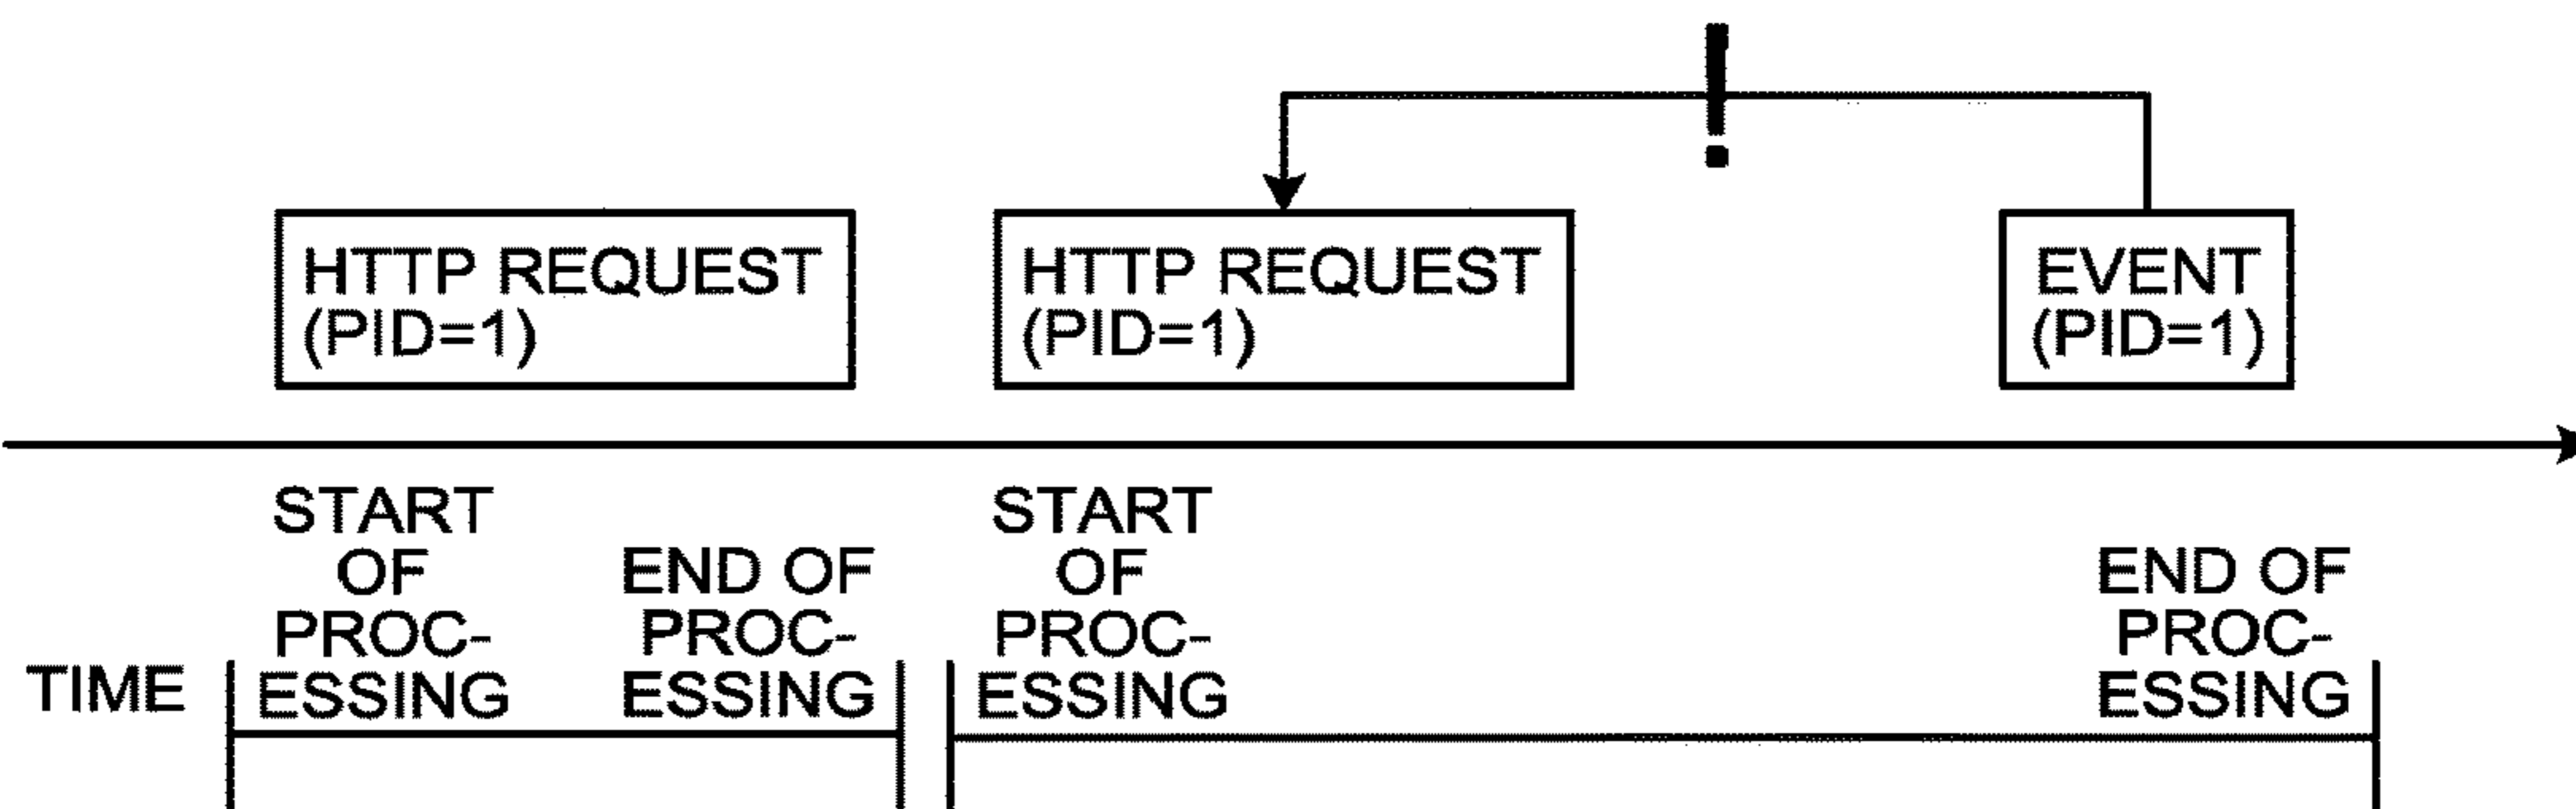 !
HTTP REQUEST
(PID=1)
HTTP REQUEST
(PID=1)
EVENT
(PID=1)
START
OF
PROC-
ESSING
END OF
PROC-
ESSING
START
OF
PROC-
ESSING
END OF
PROC-
ESSING
TIME